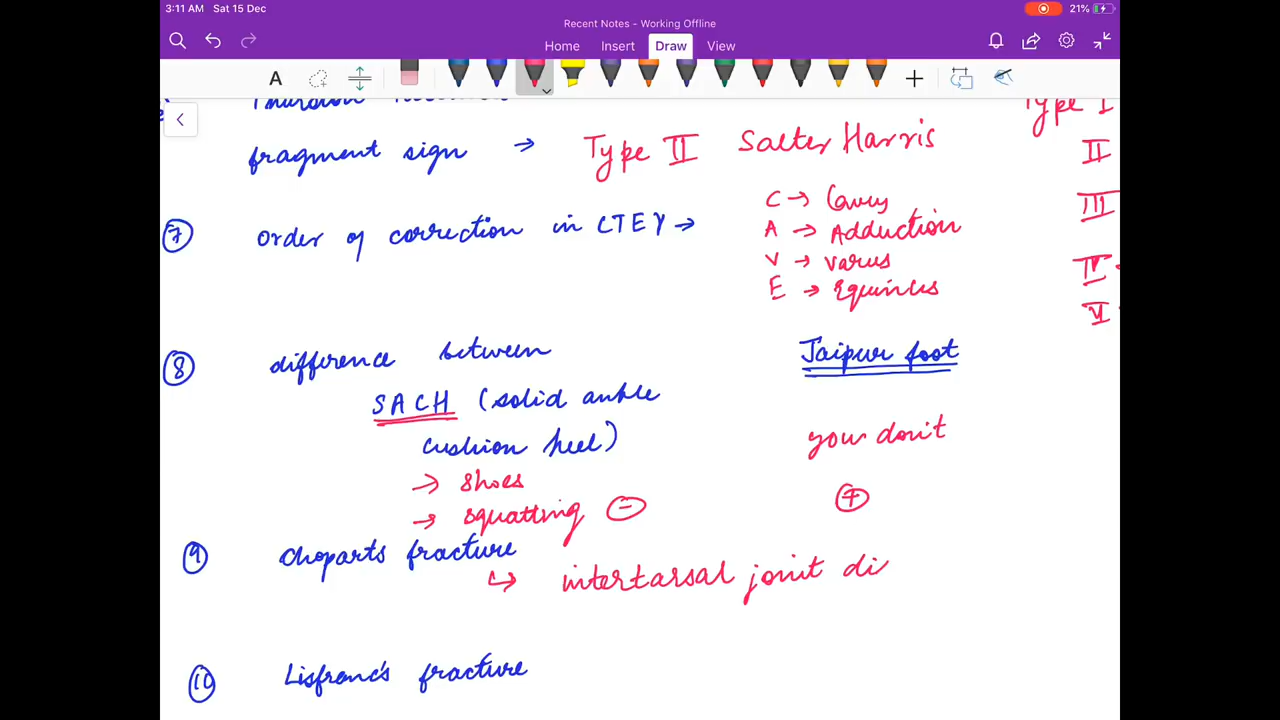 3:11 AM Sat 15 Dec
21%
Recent Notes - Working Offline
Home Insert Draw View
A
fragment sign → Type II Salter Harris
Type I
II
III
IV
V
7 Order of correction in CTEV →
C → Cavus
A → Adduction
V → Varus
E → Equinus
8 difference between Jaipur foot
SACH (solid ankle
cushion heel) you don't
→ shoes
→ squatting - +
9 choparts fracture
↳ intertarsal joint di
10 Lisfranc's fracture